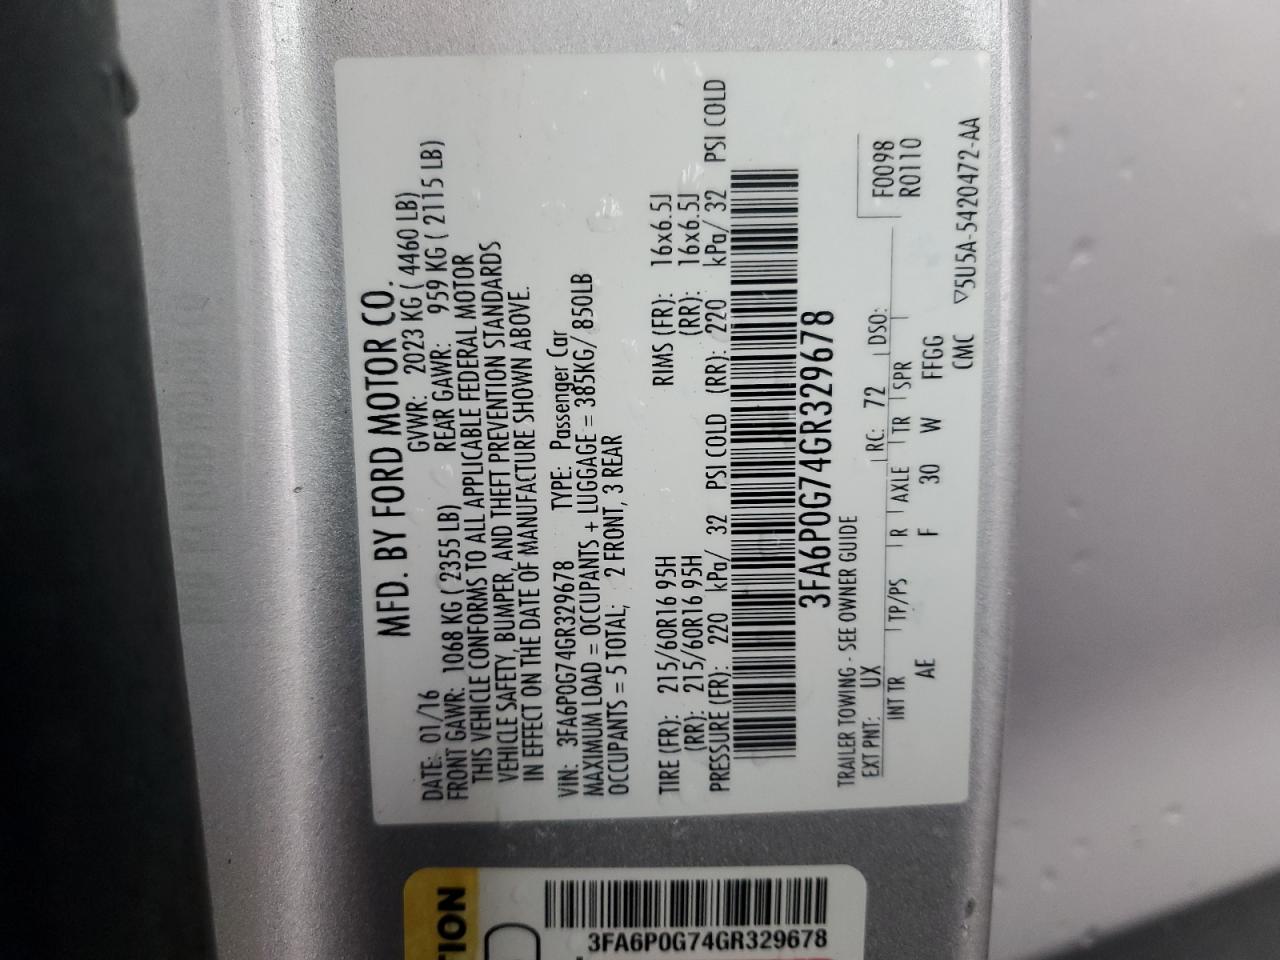 MFD. BY FORD MOTOR CO.
DATE: 01/16 GVWR: 2023 KG ( 4460 LB)
FRONT GAWR: 1068 KG ( 2355 LB) REAR GAWR: 959 KG ( 2115 LB)
THIS VEHICLE CONFORMS TO ALL APPLICABLE FEDERAL MOTOR
VEHICLE SAFETY, BUMPER, AND THEFT PREVENTION STANDARDS
IN EFFECT ON THE DATE OF MANUFACTURE SHOWN ABOVE.
VIN: 3FA6P0G74GR329678 TYPE: Passenger Car
MAXIMUM LOAD = OCCUPANTS + LUGGAGE = 385KG/ 850LB
OCCUPANTS = 5 TOTAL; 2 FRONT, 3 REAR
TIRE (FR): 215/60R16 95H RIMS (FR): 16x6.5J
(RR): 215/60R16 95H (RR): 16x6.5J
PRESSURE (FR): 220 kPa/ 32 PSI COLD (RR): 220 kPa/ 32 PSI COLD
3FA6P0G74GR329678
TRAILER TOWING - SEE OWNER GUIDE F0098
EXT PNT: UX RC: 72 DSO: R0110
INT TR TP/PS R AXLE TR SPR
AE F 30 W FFGG
CMC ▽5U5A-5420472-AA
TION
3FA6P0G74GR329678